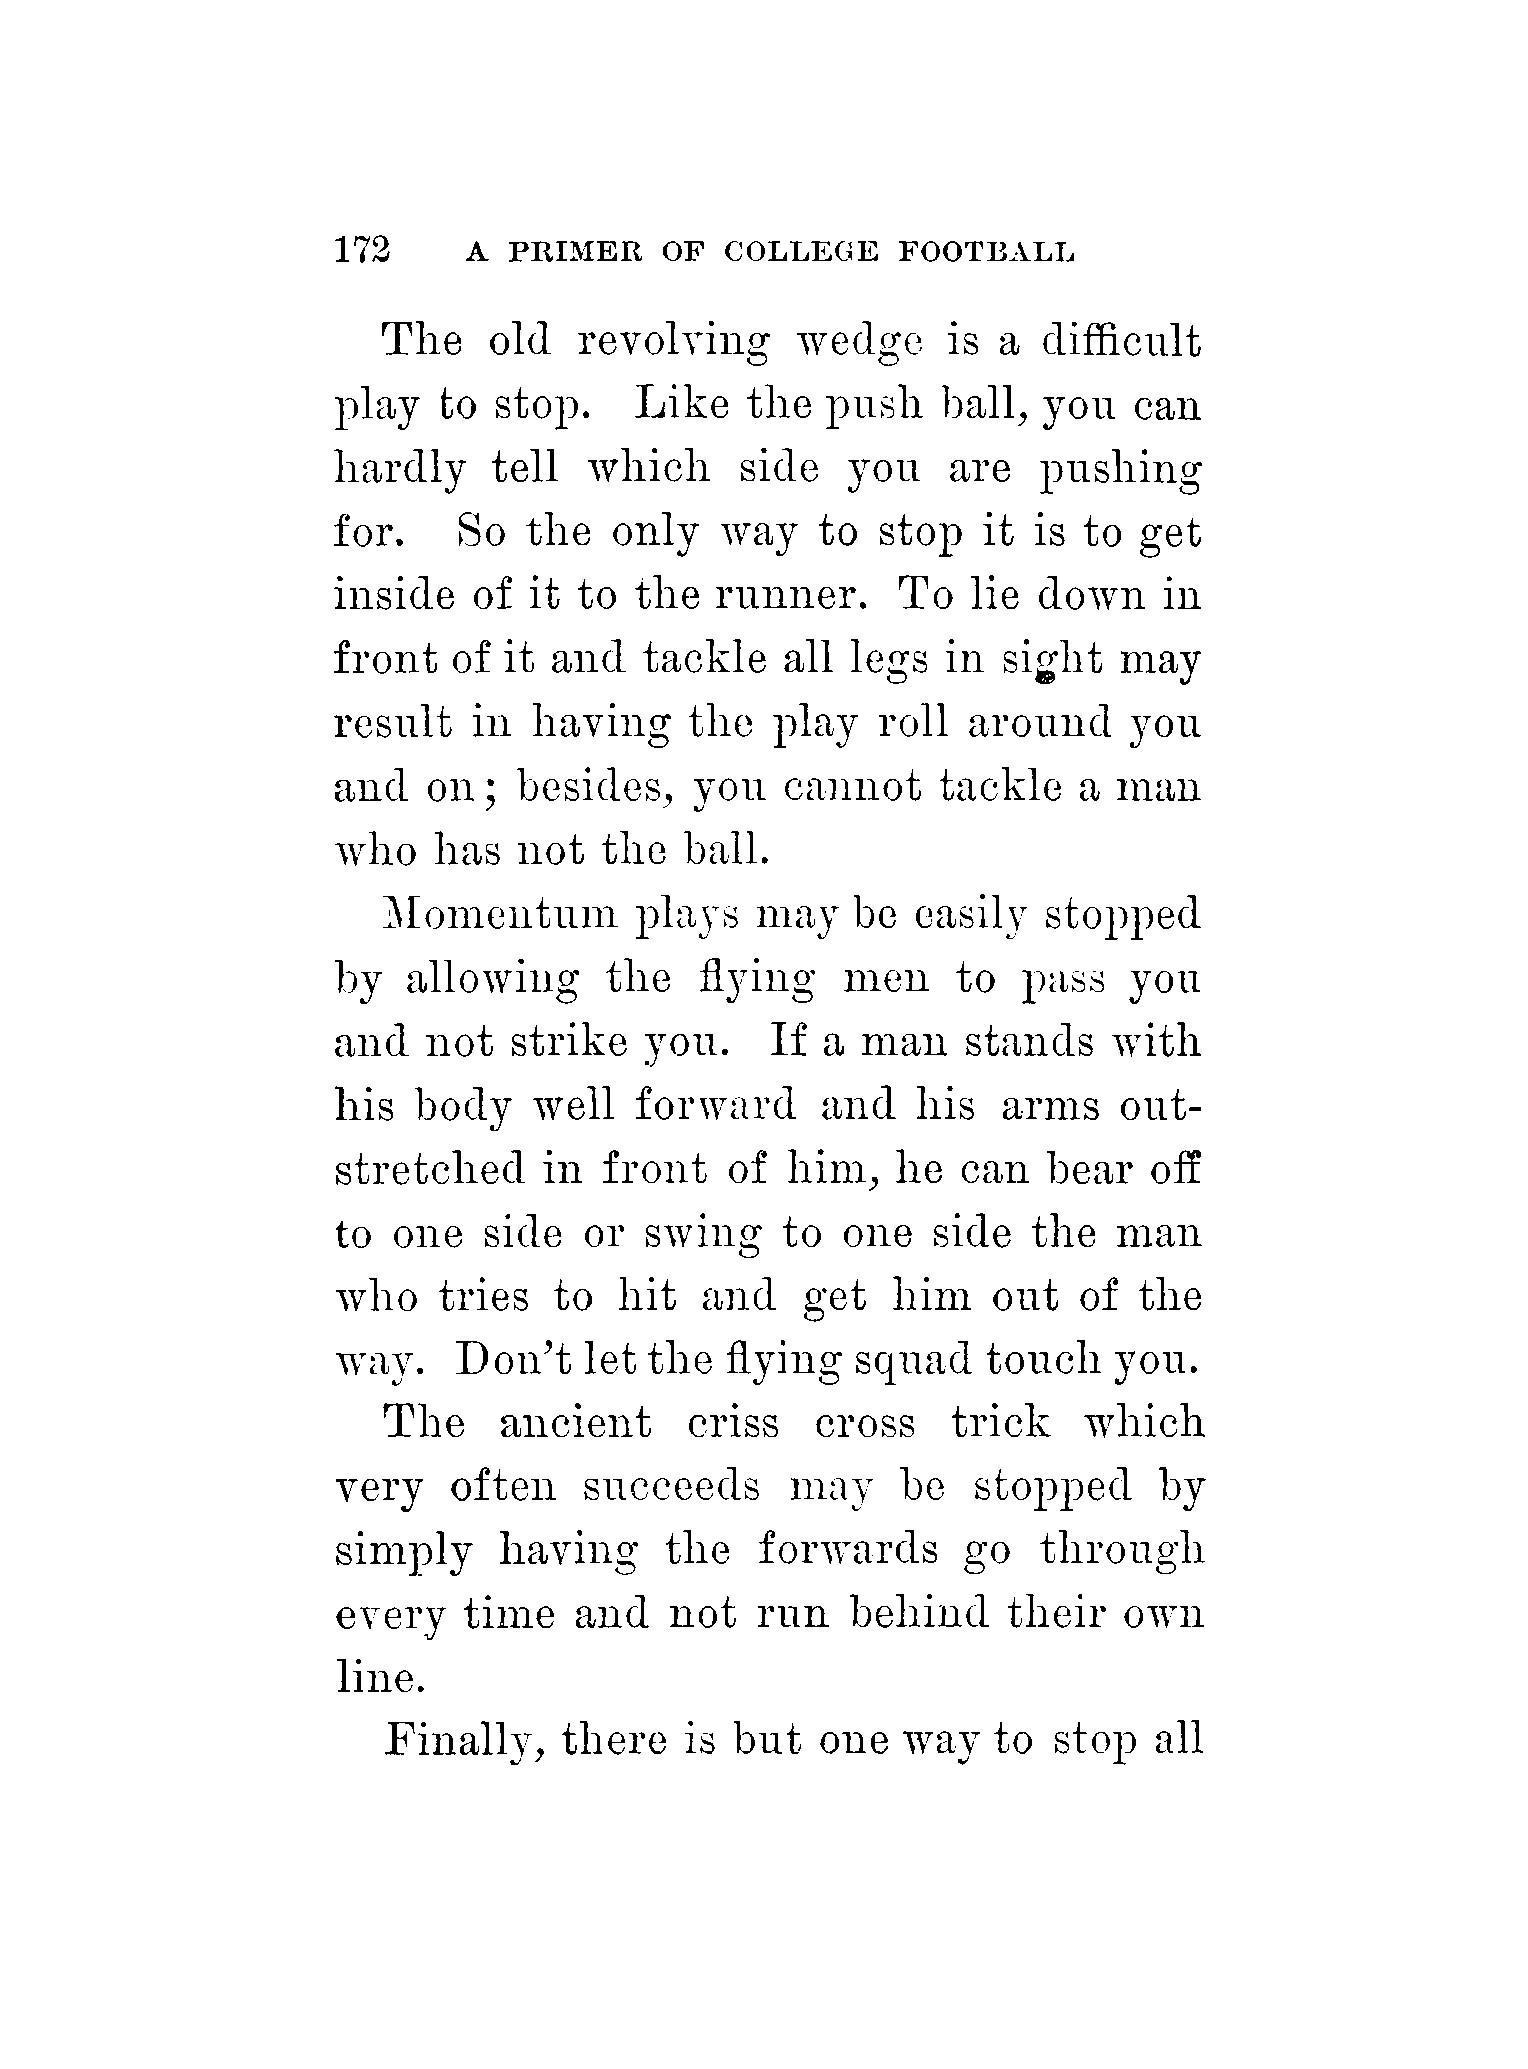 172 A PRIMER OF COLLEGE FOOTBALL
The old revolving wedge is a difficult
play to stop. Like the push ball, you can
hardly tell which side you are pushing
for. So the only way to stop it is to get
inside of it to the runner. To lie down in
front of it and tackle all legs in sight may
result in having the play roll around you
and on; besides, you cannot tackle a man
who has not the ball.
Momentum plays may be easily stopped
by allowing the flying men to pass you
and not strike you. If a man stands with
his body well forward and his arms out-
stretched in front of him, he can bear off
to one side or swing to one side the man
who tries to hit and get him out of the
way. Don't let the flying squad touch you.
The ancient criss cross trick which
very often succeeds may be stopped by
simply having the forwards go through
every time and not run behind their own
line.
Finally, there is but one way to stop all